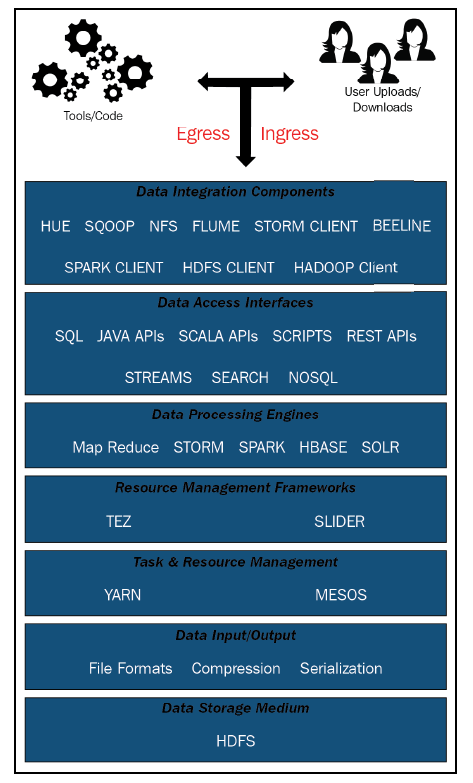 Tools/Code
User Uploads/
Downloads
Egress Ingress
Data Integration Components
HUE SQOOP NFS FLUME STORM CLIENT BEELINE
SPARK CLIENT HDFS CLIENT HADOOP Client
Data Access Interfaces
SQL JAVA APIs SCALA APIs SCRIPTS REST APIs
STREAMS SEARCH NOSQL
Data Processing Engines
Map Reduce STORM SPARK HBASE SOLR
Resource Management Frameworks
TEZ SLIDER
Task & Resource Management
YARN MESOS
Data Input/Output
File Formats Compression Serialization
Data Storage Medium
HDFS